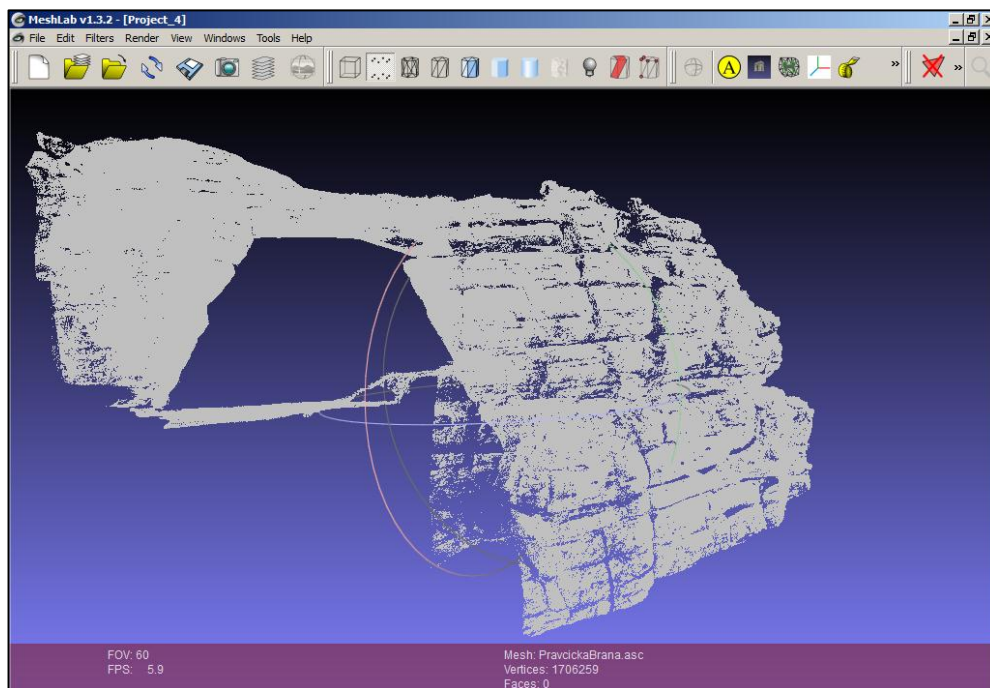 MeshLab v1.3.2 - [Project_4]
File Edit Filters Render View Windows Tools Help
A
FOV: 60
FPS: 5.9
Mesh: PravcickaBrana.asc
Vertices: 1706259
Faces: 0